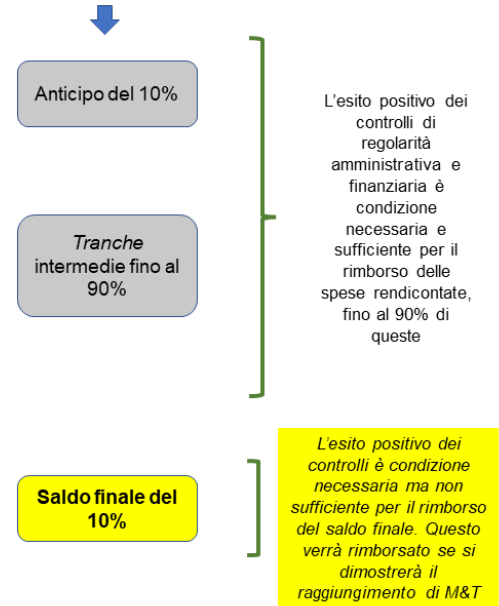 Anticipo del 10%
Tranche
intermedie fino al
90%
L'esito positivo dei
controlli di
regolarità
amministrativa e
finanziaria è
condizione
necessaria e
sufficiente per il
rimborso delle
spese rendicontate,
fino al 90% di
queste
Saldo finale del
10%
L'esito positivo dei
controlli è condizione
necessaria ma non
sufficiente per il rimborso
del saldo finale. Questo
verrà rimborsato se si
dimostrerà il
raggiungimento di M&T